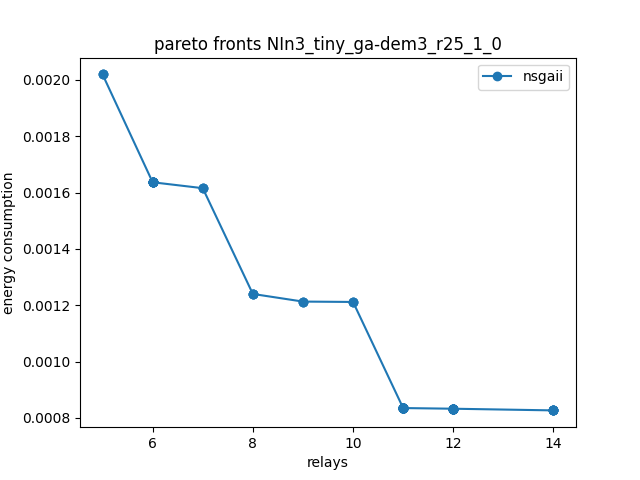 pareto fronts NIn3_tiny_ga-dem3_r25_1_0
nsgaii
0.0020
0.0018
0.0016
0.0014
0.0012
0.0010
0.0008
energy consumption
6 8 10 12 14
relays